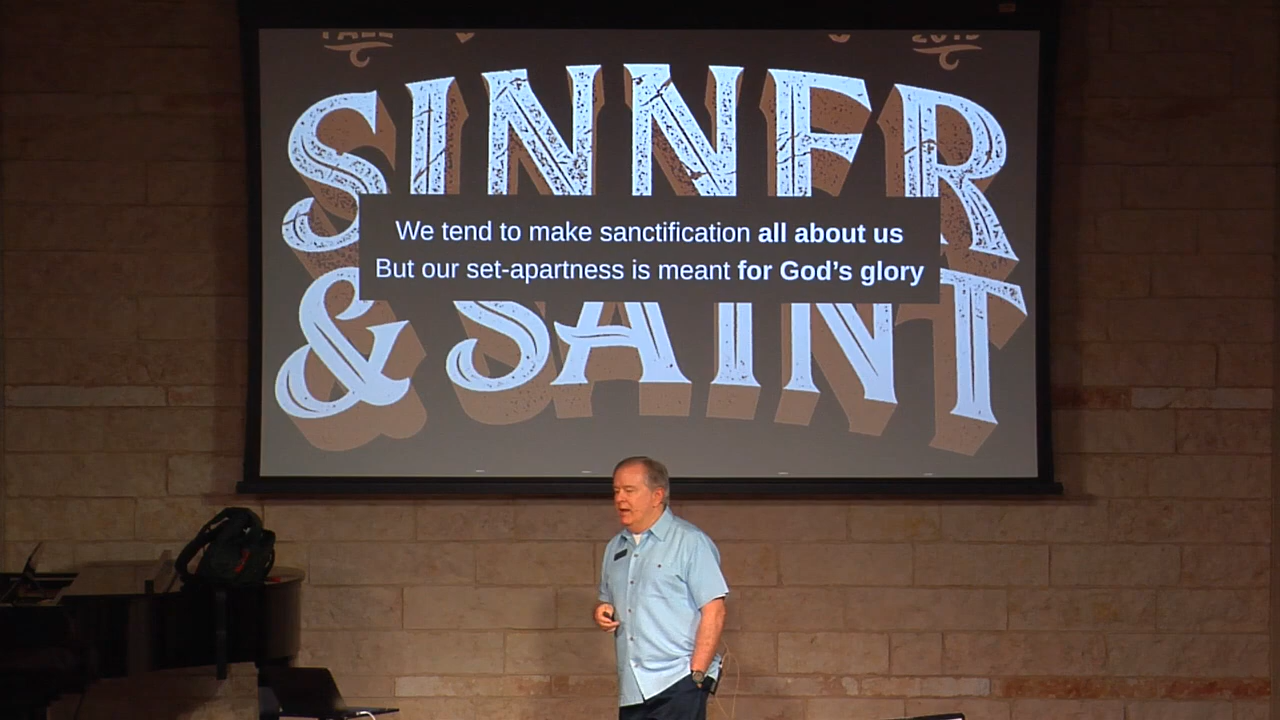 SINNER
We tend to make sanctification all about us
But our set-apartness is meant for God's glory
& SAINT